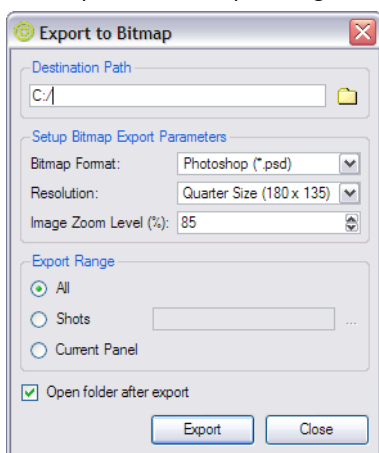 Export to Bitmap
Destination Path
C:/
Setup Bitmap Export Parameters
Bitmap Format: Photoshop (*.psd)
Resolution: Quarter Size (180 x 135)
Image Zoom Level (%): 85
Export Range
All
Shots ...
Current Panel
Open folder after export
Export Close